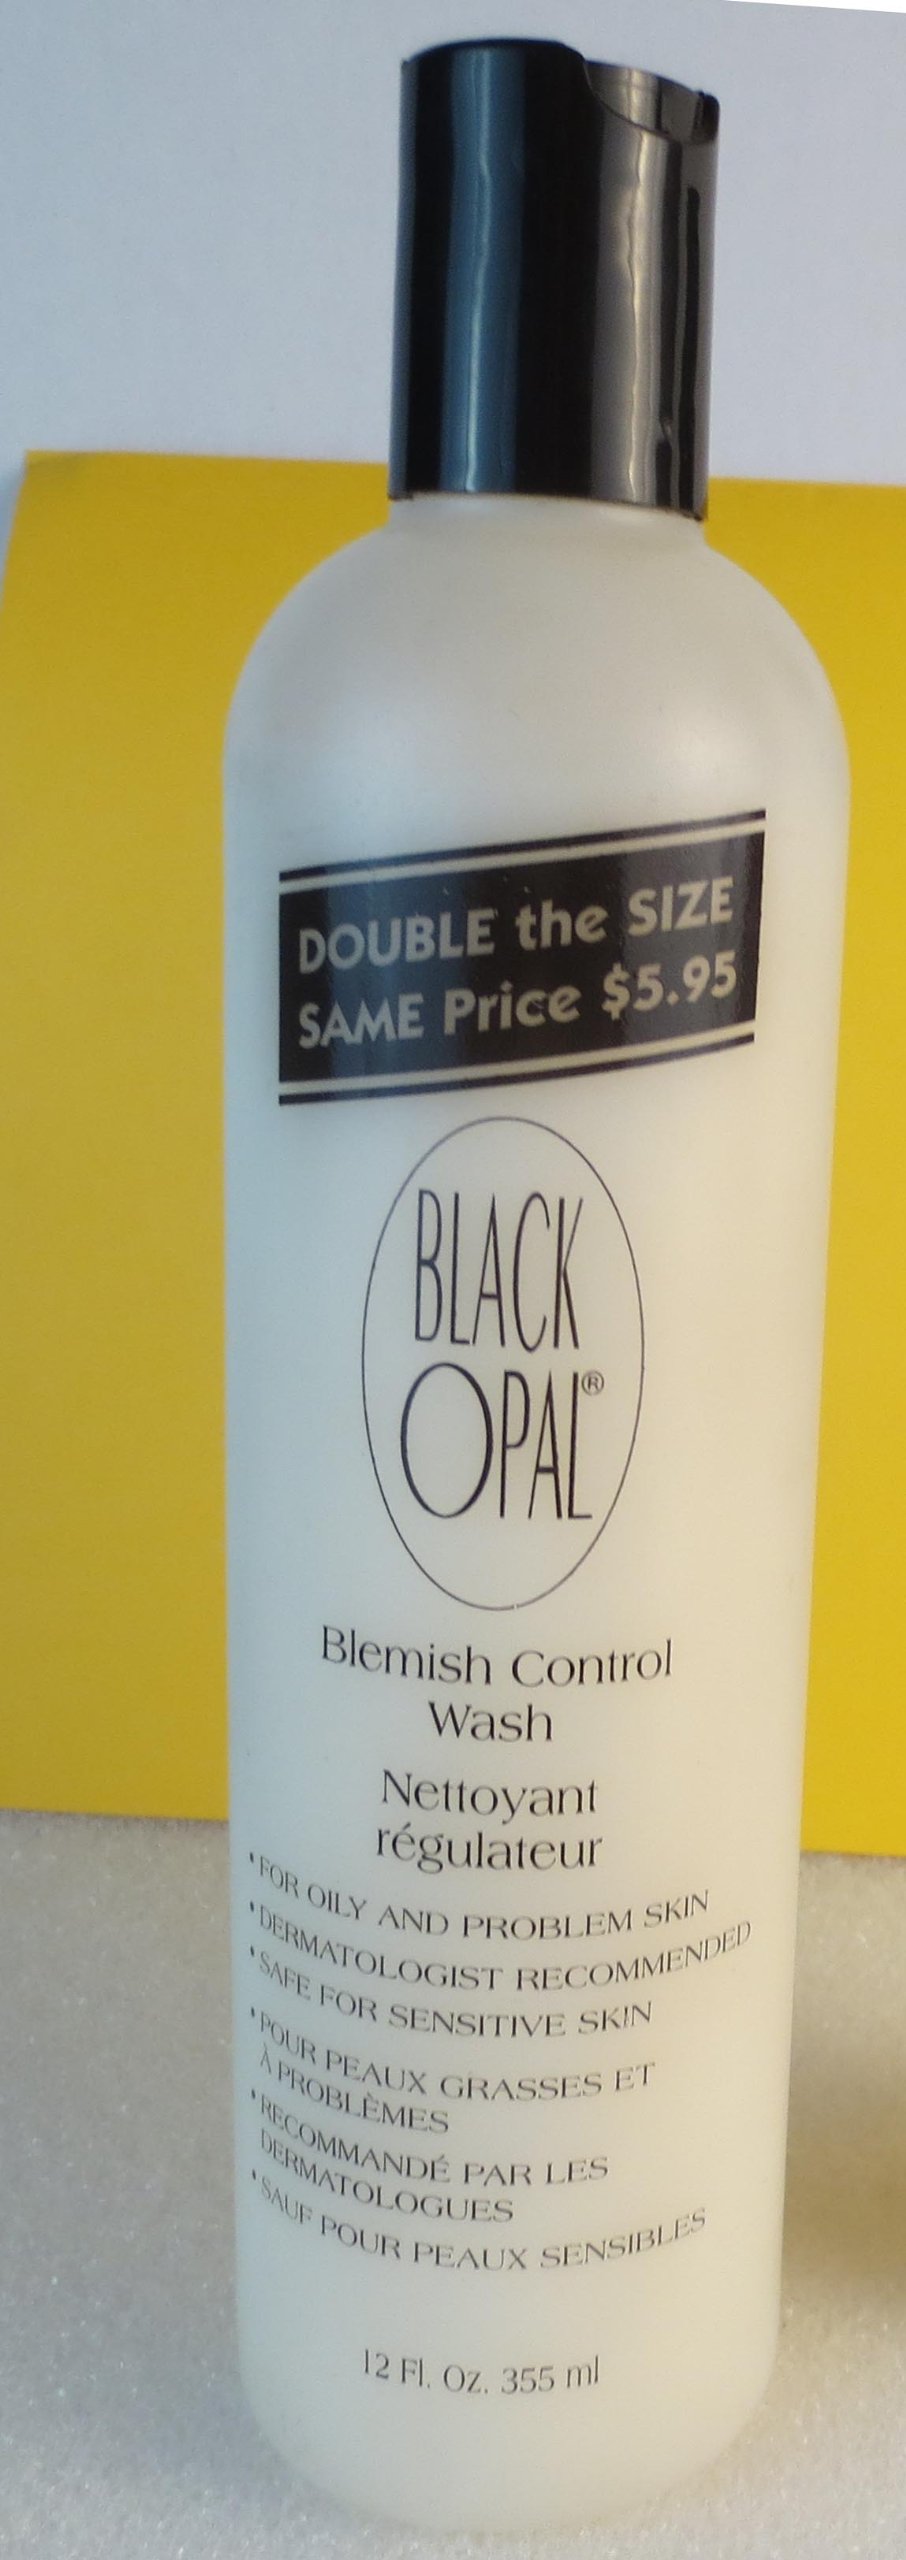 DOUBLE the SIZE
SAME Price $5.95
BLACK
OPAL®
Blemish Control
Wash
Nettoyant
régulateur
• FOR OILY AND PROBLEM SKIN
• DERMATOLOGIST RECOMMENDED
• SAFE FOR SENSITIVE SKIN
• POUR PEAUX GRASSES ET
À PROBLÈMES
• RECOMMANDÉ PAR LES
DERMATOLOGUES
• SAUF POUR PEAUX SENSIBLES
12 Fl. Oz. 355 ml